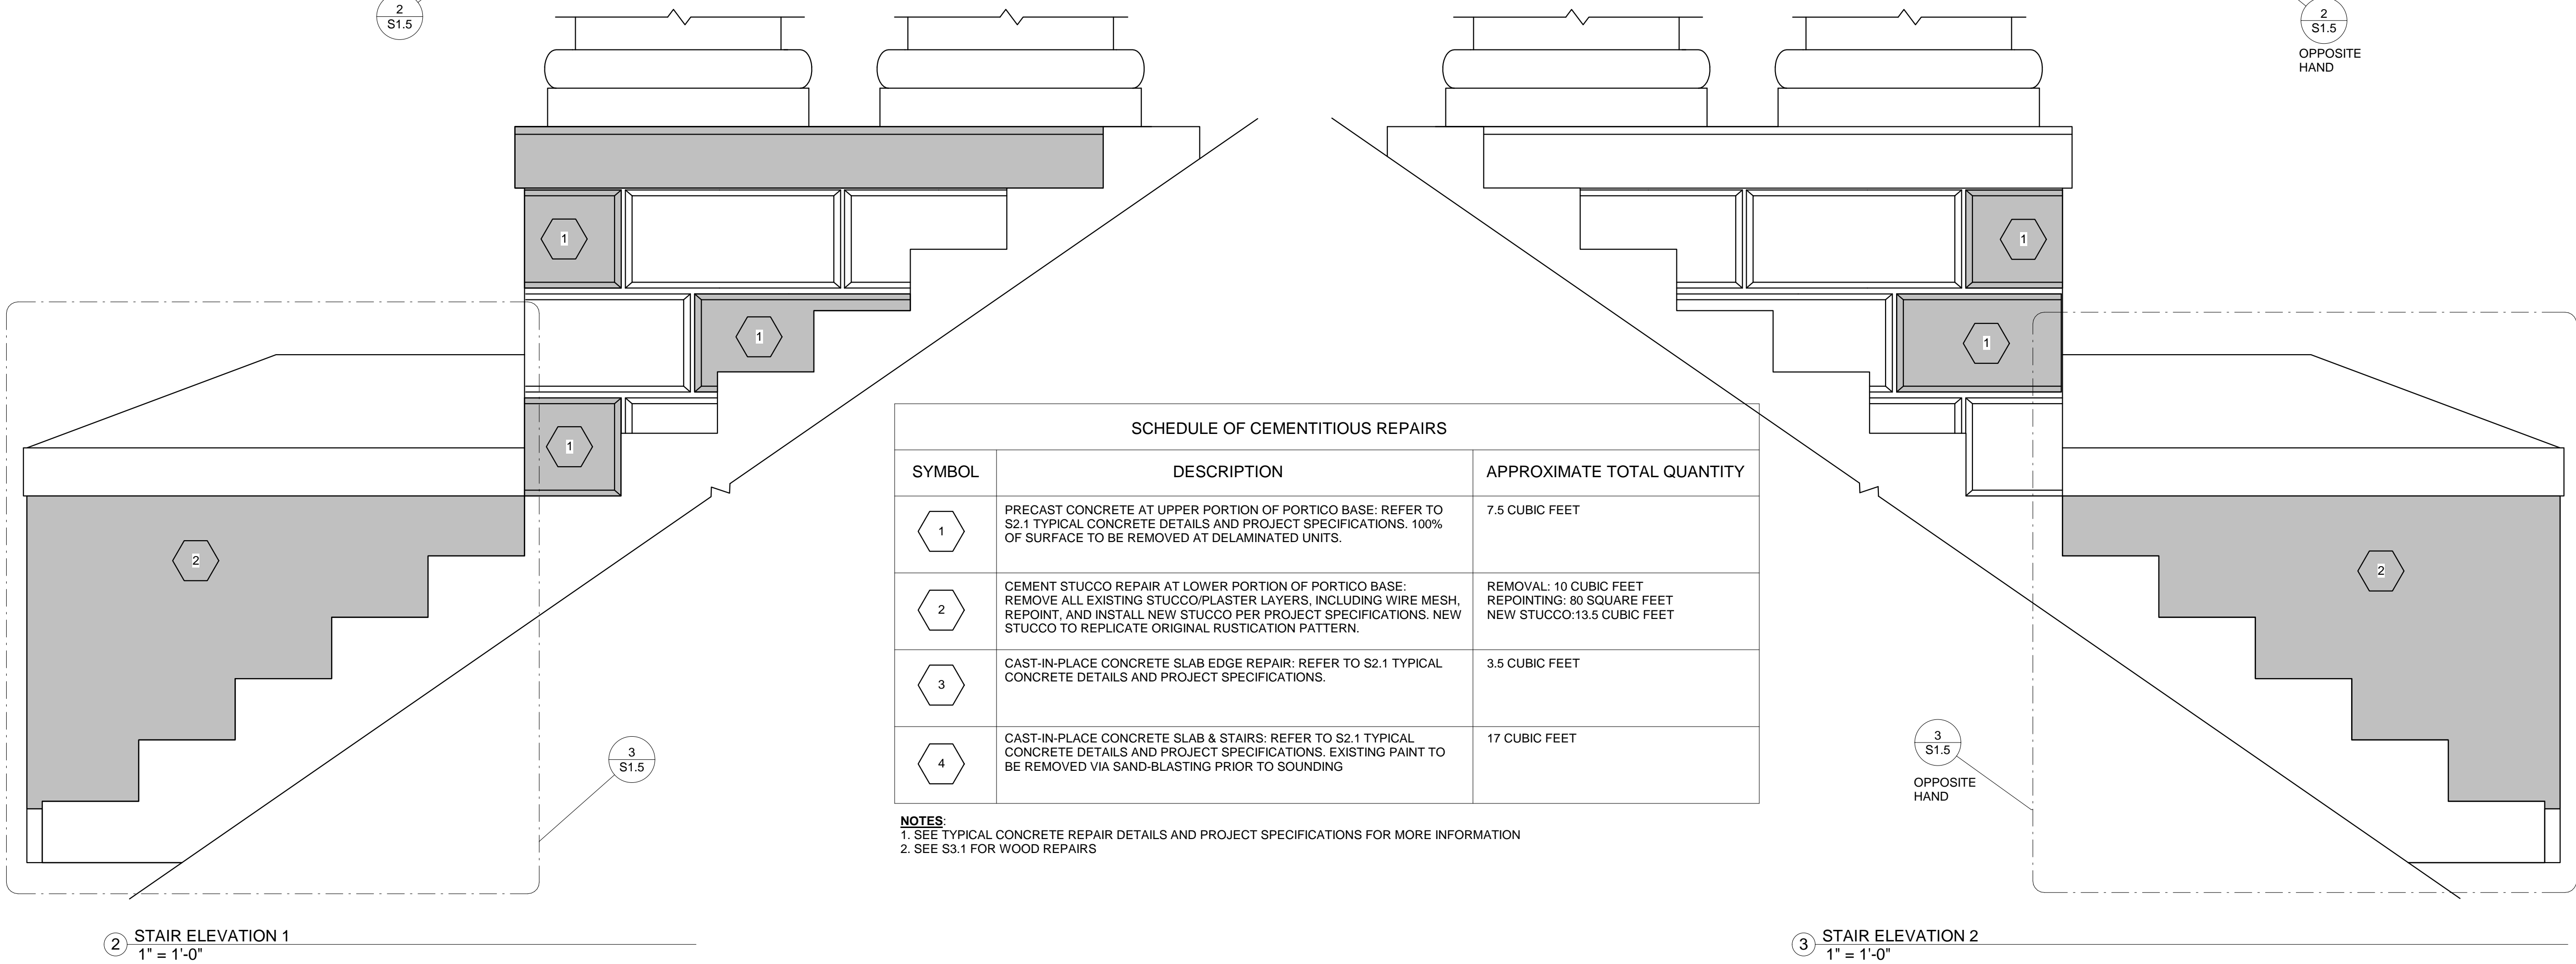 2
S1.5
2
S1.5
OPPOSITE
HAND
1
1
1
1
1
2
2
SCHEDULE OF CEMENTITIOUS REPAIRS
SYMBOL DESCRIPTION APPROXIMATE TOTAL QUANTITY
1
PRECAST CONCRETE AT UPPER PORTION OF PORTICO BASE: REFER TO
S2.1 TYPICAL CONCRETE DETAILS AND PROJECT SPECIFICATIONS. 100%
OF SURFACE TO BE REMOVED AT DELAMINATED UNITS.
7.5 CUBIC FEET
2
CEMENT STUCCO REPAIR AT LOWER PORTION OF PORTICO BASE:
REMOVE ALL EXISTING STUCCO/PLASTER LAYERS, INCLUDING WIRE MESH,
REPOINT, AND INSTALL NEW STUCCO PER PROJECT SPECIFICATIONS. NEW
STUCCO TO REPLICATE ORIGINAL RUSTICATION PATTERN.
REMOVAL: 10 CUBIC FEET
REPOINTING: 80 SQUARE FEET
NEW STUCCO:13.5 CUBIC FEET
3
CAST-IN-PLACE CONCRETE SLAB EDGE REPAIR: REFER TO S2.1 TYPICAL
CONCRETE DETAILS AND PROJECT SPECIFICATIONS.
3.5 CUBIC FEET
4
CAST-IN-PLACE CONCRETE SLAB & STAIRS: REFER TO S2.1 TYPICAL
CONCRETE DETAILS AND PROJECT SPECIFICATIONS. EXISTING PAINT TO
BE REMOVED VIA SAND-BLASTING PRIOR TO SOUNDING
17 CUBIC FEET
NOTES:
1. SEE TYPICAL CONCRETE REPAIR DETAILS AND PROJECT SPECIFICATIONS FOR MORE INFORMATION
2. SEE S3.1 FOR WOOD REPAIRS
3
S1.5
3
S1.5
OPPOSITE
HAND
2 STAIR ELEVATION 1
1" = 1'-0"
3 STAIR ELEVATION 2
1" = 1'-0"